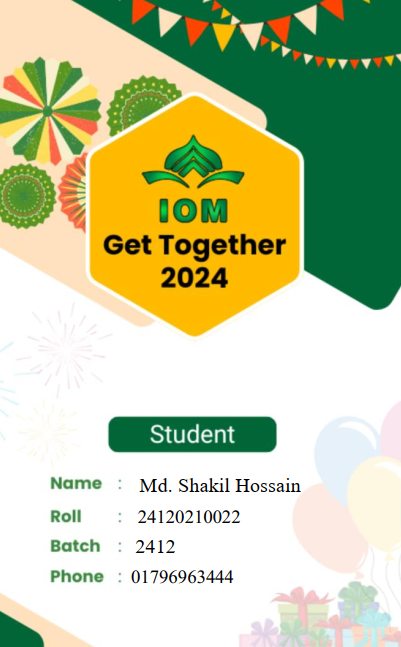 IOM
Get Together
2024
Student
Name : Md. Shakil Hossain
Roll : 24120210022
Batch : 2412
Phone : 01796963444